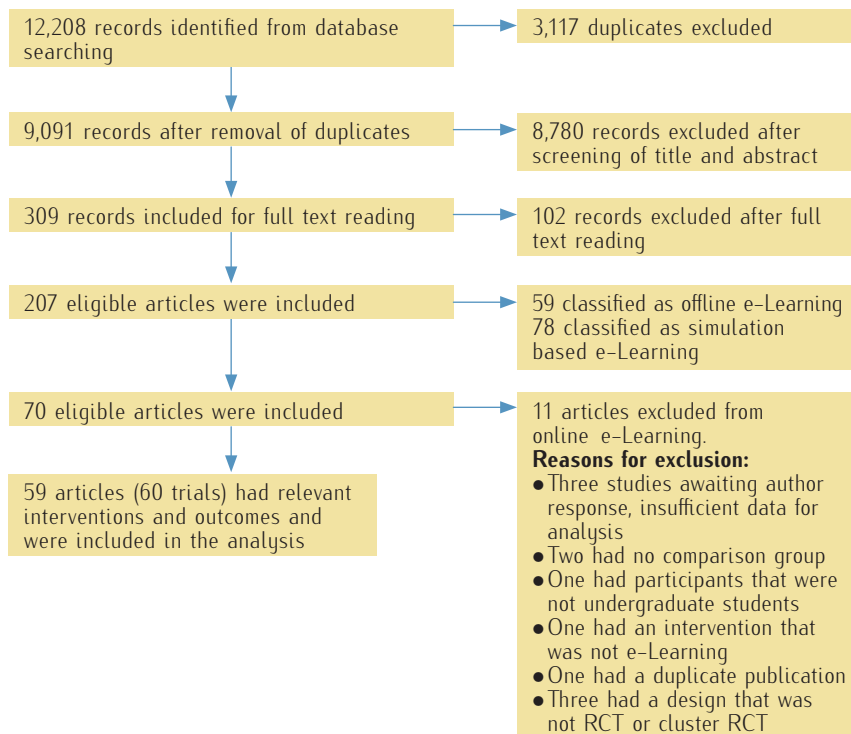 12,208 records identified from database
searching
3,117 duplicates excluded
9,091 records after removal of duplicates
8,780 records excluded after
screening of title and abstract
309 records included for full text reading
102 records excluded after full
text reading
207 eligible articles were included
59 classified as offline e-Learning
78 classified as simulation
based e-Learning
70 eligible articles were included
11 articles excluded from
online e-Learning.
Reasons for exclusion:
● Three studies awaiting author
response, insufficient data for
analysis
● Two had no comparison group
● One had participants that were
not undergraduate students
● One had an intervention that
was not e-Learning
● One had a duplicate publication
● Three had a design that was
not RCT or cluster RCT
59 articles (60 trials) had relevant
interventions and outcomes and
were included in the analysis